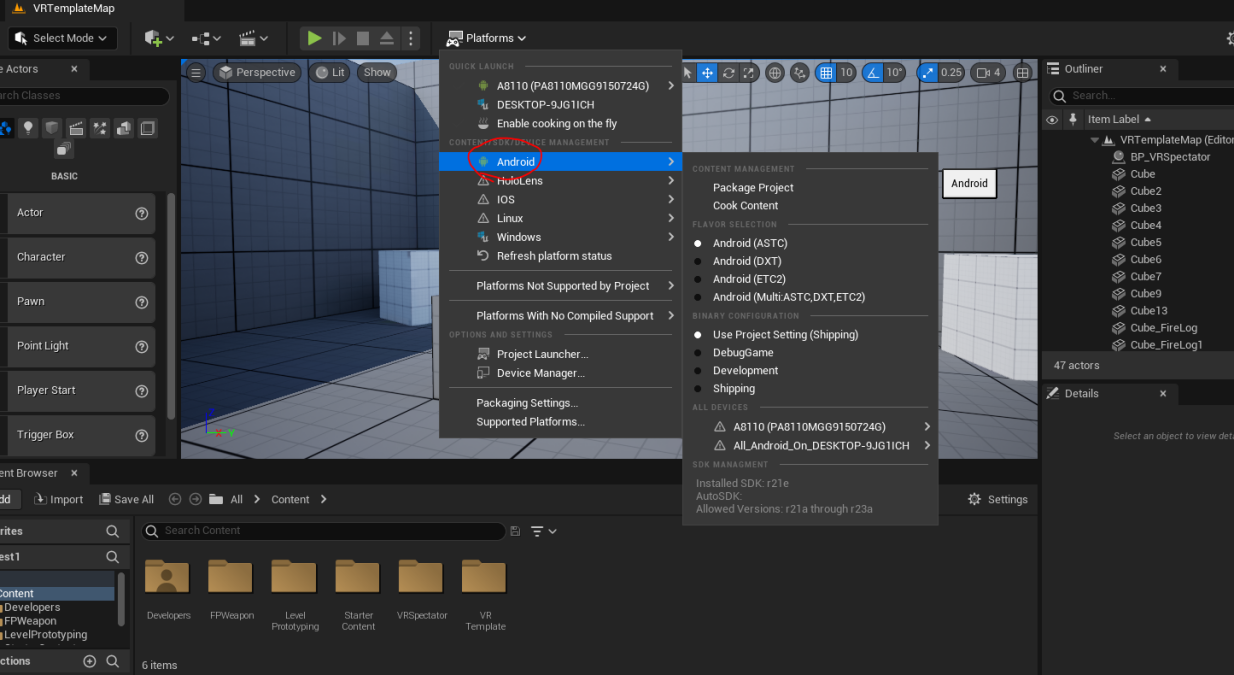 VRTemplateMap
Select Mode
Platforms
e Actors
rch Classes
BASIC
Actor
Character
Pawn
Point Light
Player Start
Trigger Box
Perspective
Lit
Show
10
10°
0.25
4
QUICK LAUNCH
A8110 (PA8110MGG9150724G)
DESKTOP-9JG1ICH
Enable cooking on the fly
CONTENT/SDK/DEVICE MANAGEMENT
Android
HoloLens
IOS
Linux
Windows
Refresh platform status
Platforms Not Supported by Project
Platforms With No Compiled Support
OPTIONS AND SETTINGS
Project Launcher...
Device Manager...
Packaging Settings...
Supported Platforms...
CONTENT MANAGEMENT
Package Project
Cook Content
FLAVOR SELECTION
Android (ASTC)
Android (DXT)
Android (ETC2)
Android (Multi:ASTC,DXT,ETC2)
BINARY CONFIGURATION
Use Project Setting (Shipping)
DebugGame
Development
Shipping
ALL DEVICES
A8110 (PA8110MGG9150724G)
All_Android_On_DESKTOP-9JG1ICH
SDK MANAGMENT
Installed SDK: r21e
AutoSDK:
Allowed Versions: r21a through r23a
Android
Y
Outliner
Search...
Item Label
VRTemplateMap (Editor
BP_VRSpectator
Cube
Cube2
Cube3
Cube4
Cube5
Cube6
Cube7
Cube9
Cube13
Cube_FireLog
Cube_FireLog1
47 actors
Details
Select an object to view deta
ent Browser
dd
Import
Save All
All
Content
Settings
rites
est1
Content
Developers
FPWeapon
LevelPrototyping
ctions
Search Content
Developers
FPWeapon
Level
Prototyping
Starter
Content
VRSpectator
VR
Template
6 items